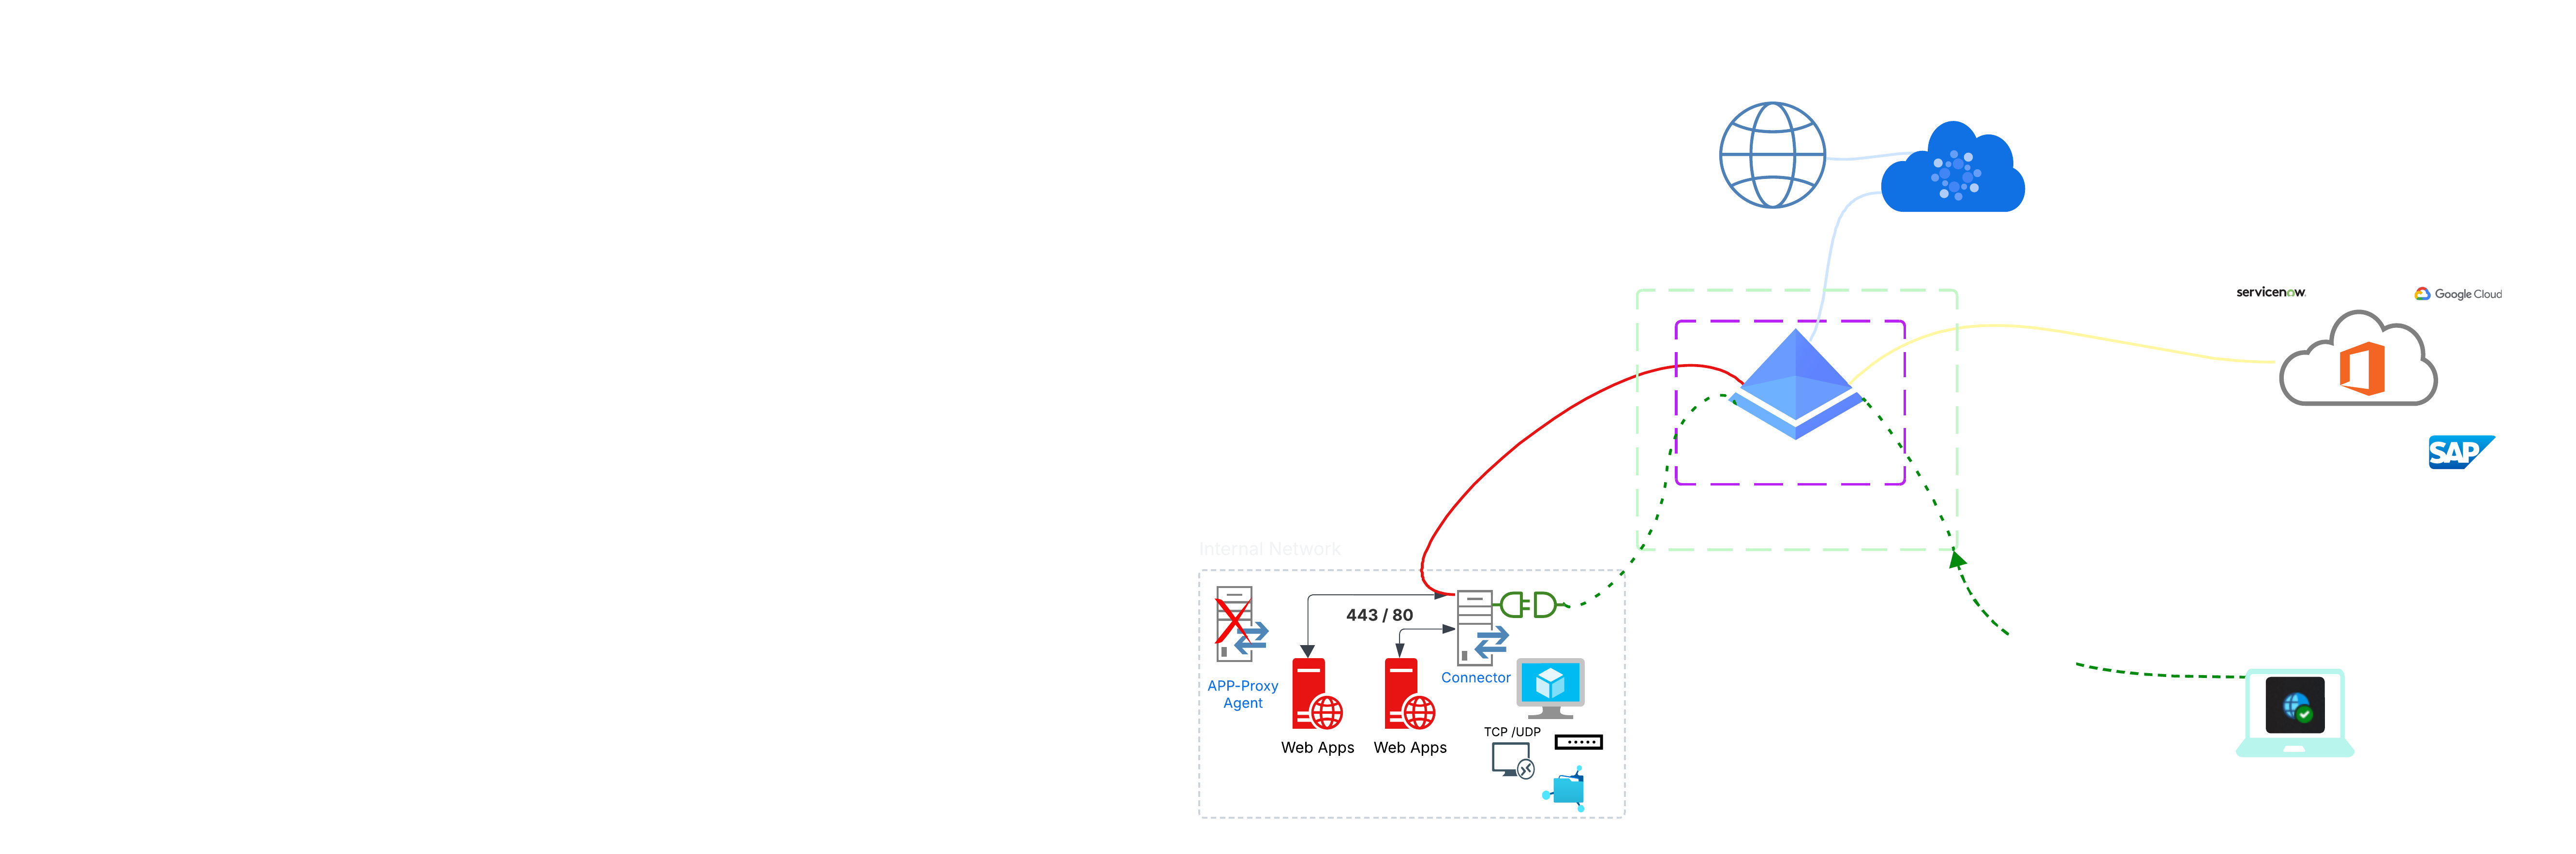 servicenow.
Google Cloud
SAP
Internal Network
443 / 80
APP-Proxy
Agent
Connector
Web Apps
Web Apps
TCP /UDP